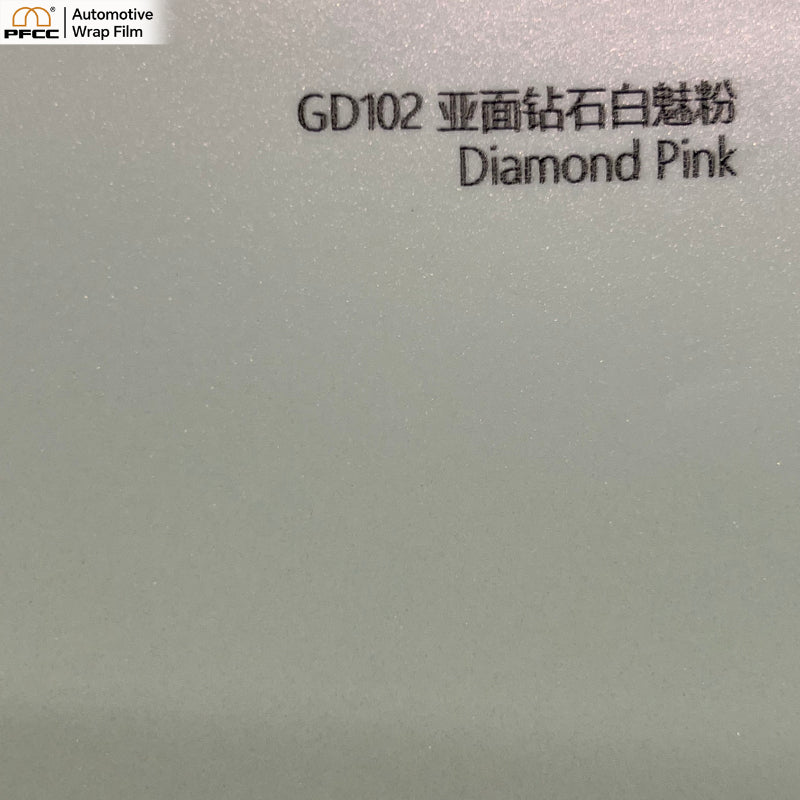 PFCC®
Automotive
Wrap Film
GD102 亚面钻石白魅粉
Diamond Pink